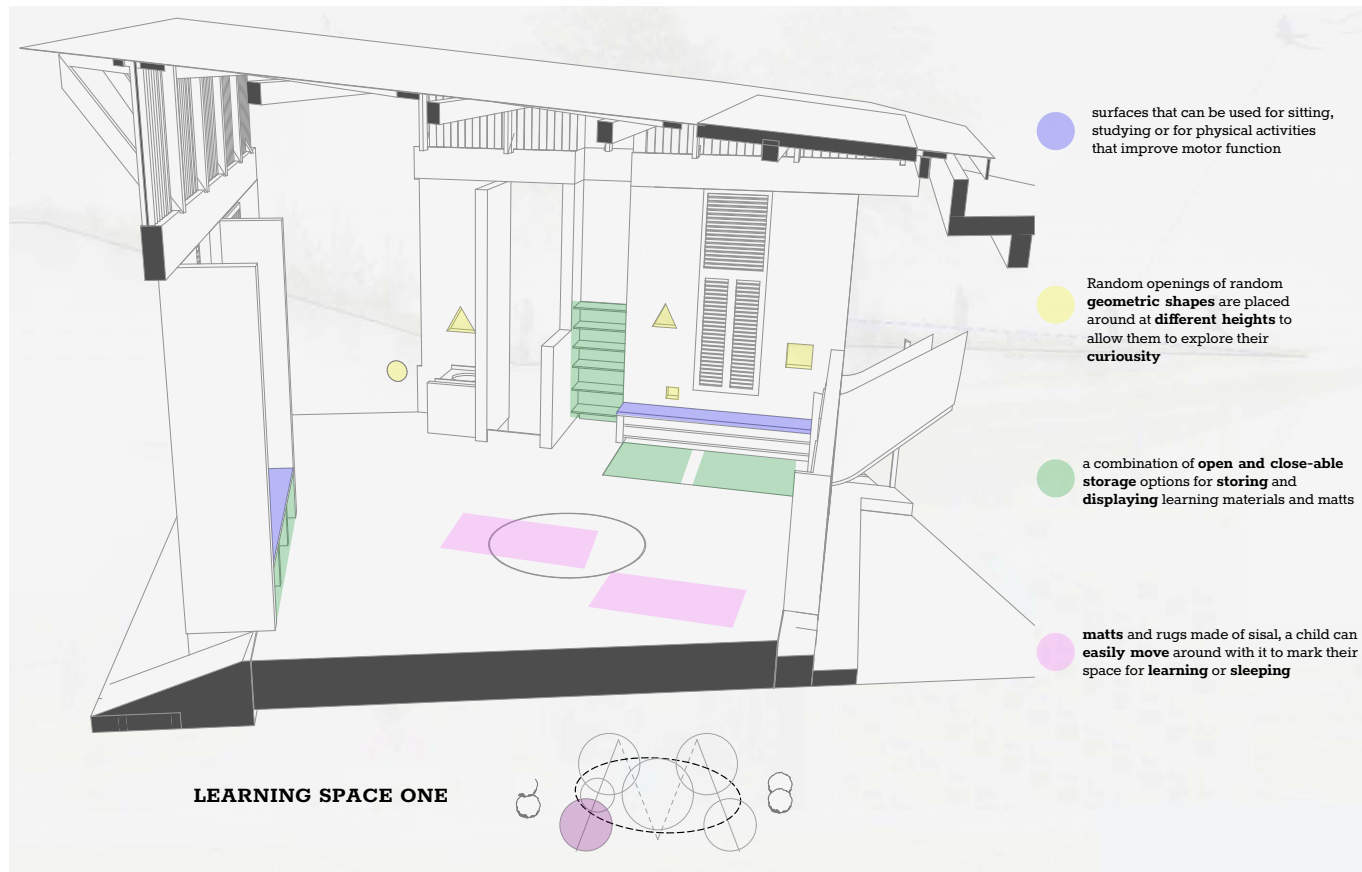 surfaces that can be used for sitting,
studying or for physical activities
that improve motor function
Random openings of random
geometric shapes are placed
around at different heights to
allow them to explore their
curiousity
a combination of open and close-able
storage options for storing and
displaying learning materials and matts
matts and rugs made of sisal, a child can
easily move around with it to mark their
space for learning or sleeping
LEARNING SPACE ONE